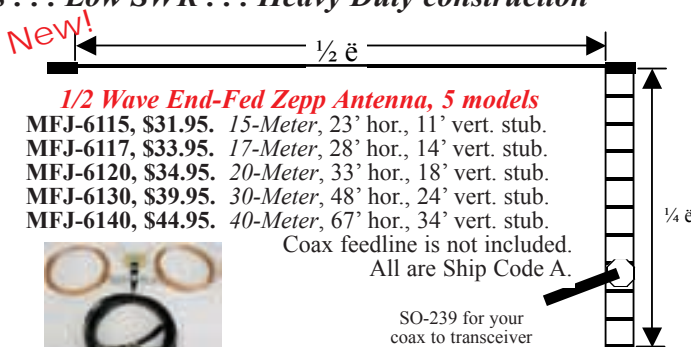 . . . Low SWR . . . Heavy Duty construction
New!
½ ë
1/2 Wave End-Fed Zepp Antenna, 5 models
MFJ-6115, $31.95. 15-Meter, 23’ hor., 11’ vert. stub.
MFJ-6117, $33.95. 17-Meter, 28’ hor., 14’ vert. stub.
MFJ-6120, $34.95. 20-Meter, 33’ hor., 18’ vert. stub.
MFJ-6130, $39.95. 30-Meter, 48’ hor., 24’ vert. stub.
MFJ-6140, $44.95. 40-Meter, 67’ hor., 34’ vert. stub.
Coax feedline is not included.
All are Ship Code A.
¼ ë
SO-239 for your
coax to transceiver